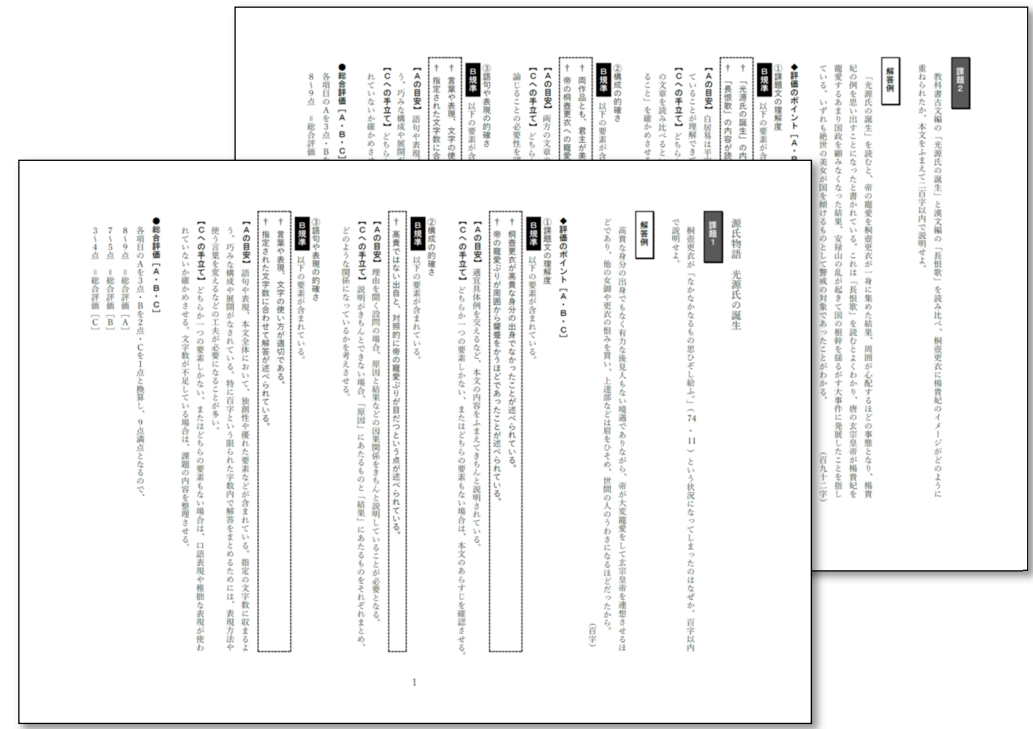 源氏物語　光源氏の誕生
課題1
桐壺更衣が「なかなかなるもの思ひぞし給ふ。」(74・11)という状況になってしまったのはなぜか。百字以内
で説明せよ。
解答例
高貴な身分の出身でもなく有力な後見人もない境遇でありながら、帝が大変寵愛をして玄宗皇帝を連想させるほ
どであり、他の女御や更衣の恨みを買い、上達部などは眉をひそめ、世間の人のうわさになるほどだったから。
(百字)
◆評価のポイント［A・B・C］
①課題文の理解度
B規準　以下の要素が含まれている。
† 桐壺更衣が高貴な身分の出身でなかったことが述べられている。
† 帝の寵愛ぶりが周囲から顰蹙をかうほどであったことが述べられている。
【Aの目安】適宜具体例を交えるなど、本文の内容をふまえてきちんと説明されている。
【Cへの手立て】どちらか一つの要素しかない、またはどちらの要素もない場合は、本文のあらすじを確認させる。
②構成の的確さ
B規準　以下の要素が含まれている。
† 高貴ではない出自と、対照的に帝の寵愛ぶりが目だつという点が述べられている。
【Aの目安】理由を聞く設問の場合、原因と結果などの因果関係をきちんと説明していることが必要となる。
【Cへの手立て】説明がきちんとできない場合、「原因」にあたるものと「結果」にあたるものをそれぞれまとめ、
どのような関係になっているかを考えさせる。
③語句や表現の的確さ
B規準　以下の要素が含まれている。
† 言葉や表現、文字の使い方が適切である。
† 指定された文字数に合わせて解答が述べられている。
【Aの目安】語句や表現、本文全体において、独創性や優れた要素などが含まれている。指定の文字数に収まるよ
う、巧みな構成や展開がなされている。特に百字という限られた字数内で解答をまとめるためには、表現方法や
使う言葉を変えるなどの工夫が必要になることが多い。
【Cへの手立て】どちらか一つの要素しかない、またはどちらの要素もない場合は、口語表現や稚拙な表現が使わ
れていないか確かめさせる。文字数が不足している場合は、課題の内容を整理させる。
●総合評価［A・B・C］
各項目のAを3点・Bを2点・Cを1点と換算し、9点満点となるので、
8～9点　＝総合評価［A］
7～5点　＝総合評価［B］
3～4点　＝総合評価［C］
1
課題2
教科書古文編の「光源氏の誕生」と漢文編の「長恨歌」を読み比べ、桐壺更衣に楊貴妃のイメージがどのように
重ねられたか、本文をふまえて二百字以内で説明せよ。
解答例
「光源氏の誕生」を読むと、帝の寵愛を桐壺更衣が一身に集めた結果、周囲が心配するほどの事態となり、楊貴
妃の例を思い出すことになったと書かれている。これは「長恨歌」を読むとよくわかり、唐の玄宗皇帝が楊貴妃を
寵愛するあまり国政を顧みなくなった結果、安禄山の乱が起きて国の根幹を揺るがす大事件に発展したことを指し
ている。いずれも絶世の美女が国を傾けるものとして警戒の対象であったことがわかる。
(百九十二字)
◆評価のポイント［A・B
①課題文の理解度
B規準　以下の要素が含
† 「光源氏の誕生」の内
† 「長恨歌」の内容が読
【Aの目安】白居易は平
ていることが理解でき
【Cへの手立て】どちら
の文章を読み比べると
ること」を確かめさせる
②構成の的確さ
B規準　以下の要素が含
† 両作品とも、君主が美
† 帝の桐壺更衣への寵愛
【Aの目安】両方の文章の
【Cへの手立て】どちら
論じることの必要性を
③語句や表現の的確さ
B規準　以下の要素が含
† 言葉や表現、文字の使
† 指定された文字数に合
【Aの目安】語句や表現、
う、巧みな構成や展開が
【Cへの手立て】どちら
れていないか確かめさ
●総合評価［A・B・C］
各項目のAを3点・Bを
8～9点　＝総合評価